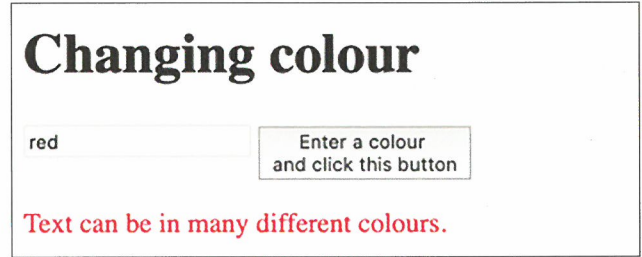 Changing colour
red
Enter a colour
and click this button
Text can be in many different colours.